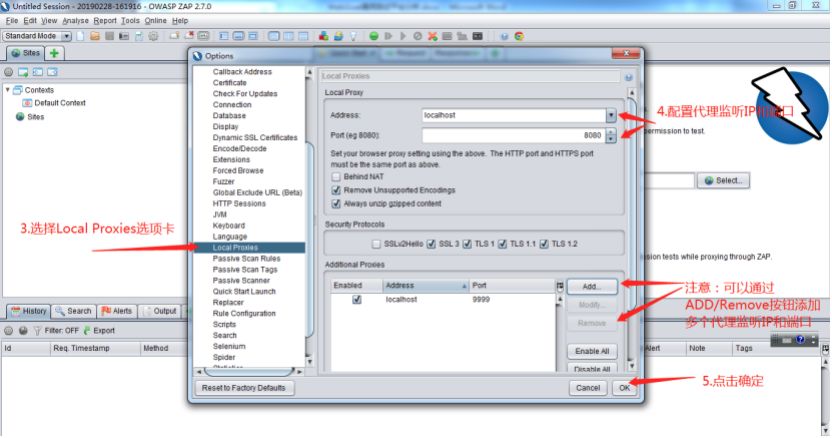 Untitled Session - 20190228-161916 - OWASP ZAP 2.7.0
File Edit View Analyse Report Tools Online Help
Standard Mode
Sites
Contexts
Default Context
Sites
Options
Callback Address
Certificate
Check For Updates
Connection
Database
Display
Dynamic SSL Certificates
Encode/Decode
Extensions
Forced Browse
Fuzzer
Global Exclude URL (Beta)
HTTP Sessions
JVM
Keyboard
Language
Local Proxies
Passive Scan Rules
Passive Scan Tags
Passive Scanner
Quick Start Launch
Replacer
Rule Configuration
Scripts
Search
Selenium
Spider
Statistics
Reset to Factory Defaults
3.选择Local Proxies选项卡
Local Proxies
Local Proxy
Address: localhost
Port (eg 8080): 8080
Set your browser proxy setting using the above. The HTTP port and HTTPS port
must be the same port as above.
Behind NAT
Remove Unsupported Encodings
Always unzip gzipped content
Security Protocols
SSLv2Hello SSL 3 TLS 1 TLS 1.1 TLS 1.2
Additional Proxies
Enabled Address Port
localhost 9999
Add...
Modify...
Remove
Enable All
Disable All
Cancel OK
4.配置代理监听IP和端口
permission to test.
Select...
ssion tests while proxying through ZAP.
注意：可以通过
ADD/Remove按钮添加
多个代理监听IP和端口
5.点击确定
History Search Alerts Output
Filter: OFF Export
Id Req. Timestamp Method Alert Note Tags